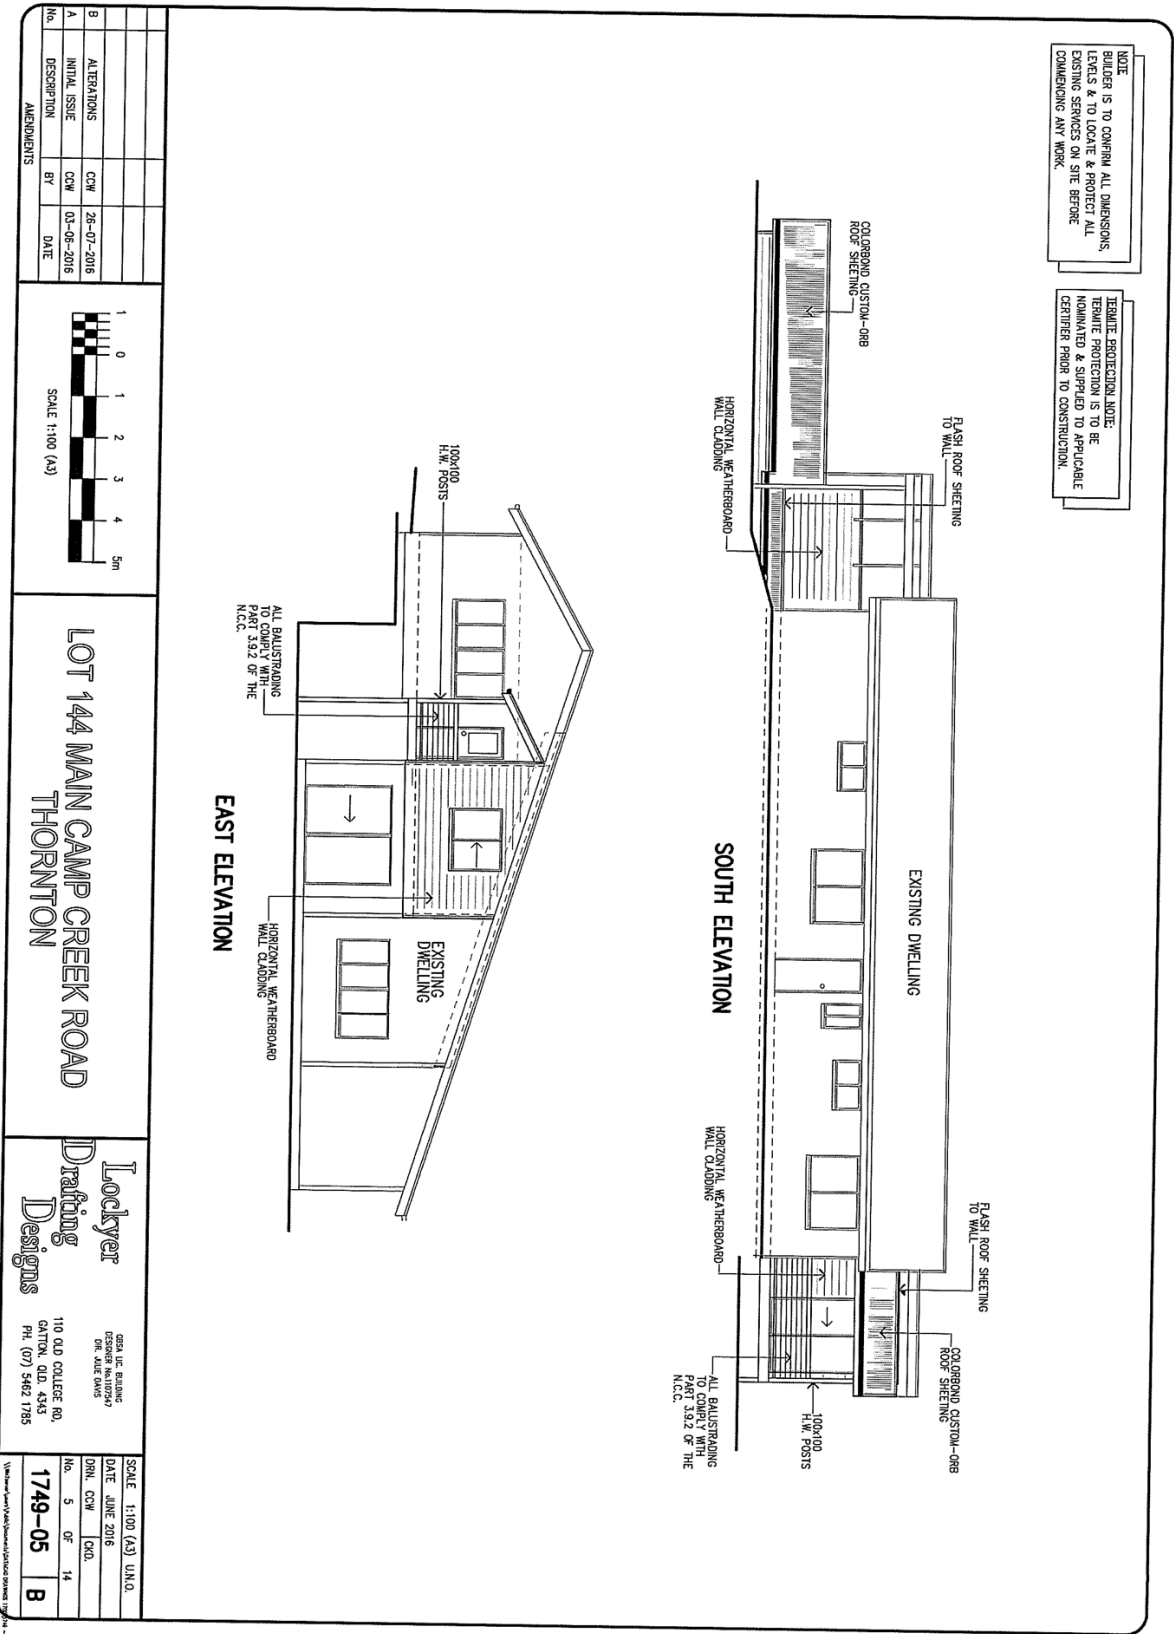 NOTE
BUILDER IS TO CONFIRM ALL DIMENSIONS,
LEVELS & TO LOCATE & PROTECT ALL
EXISTING SERVICES ON SITE BEFORE
COMMENCING ANY WORK.
TERMITE PROTECTION NOTE:
TERMITE PROTECTION IS TO BE
NOMINATED & SUPPLIED TO APPLICABLE
CERTIFIER PRIOR TO CONSTRUCTION.
COLORBOND CUSTOM-ORB
ROOF SHEETING
FLASH ROOF SHEETING
TO WALL
HORIZONTAL WEATHERBOARD
WALL CLADDING
EXISTING DWELLING
FLASH ROOF SHEETING
TO WALL
COLORBOND CUSTOM-ORB
ROOF SHEETING
HORIZONTAL WEATHERBOARD
WALL CLADDING
100x100
H.W. POSTS
ALL BALUSTRADING
TO COMPLY WITH
PART 3.9.2 OF THE
N.C.C.
SOUTH ELEVATION
100x100
H.W. POSTS
ALL BALUSTRADING
TO COMPLY WITH
PART 3.9.2 OF THE
N.C.C.
EXISTING
DWELLING
HORIZONTAL WEATHERBOARD
WALL CLADDING
EAST ELEVATION
B ALTERATIONS CCW 26-07-2016
A INITIAL ISSUE CCW 03-06-2016
No. DESCRIPTION BY DATE
AMENDMENTS
1 0 1 2 3 4 5m
SCALE 1:100 (A3)
LOT 144 MAIN CAMP CREEK ROAD
THORNTON
Lockyer
Drafting
Designs
QBSA LIC. BUILDING
DESIGNER No.1107547
DIR. JULIE DAVIS
110 OLD COLLEGE RD,
GATTON, QLD. 4343
PH. (07) 5462 1785
SCALE 1:100 (A3) U.N.O.
DATE JUNE 2016
DRN. CCW CKD.
No. 5 OF 14
1749-05 B